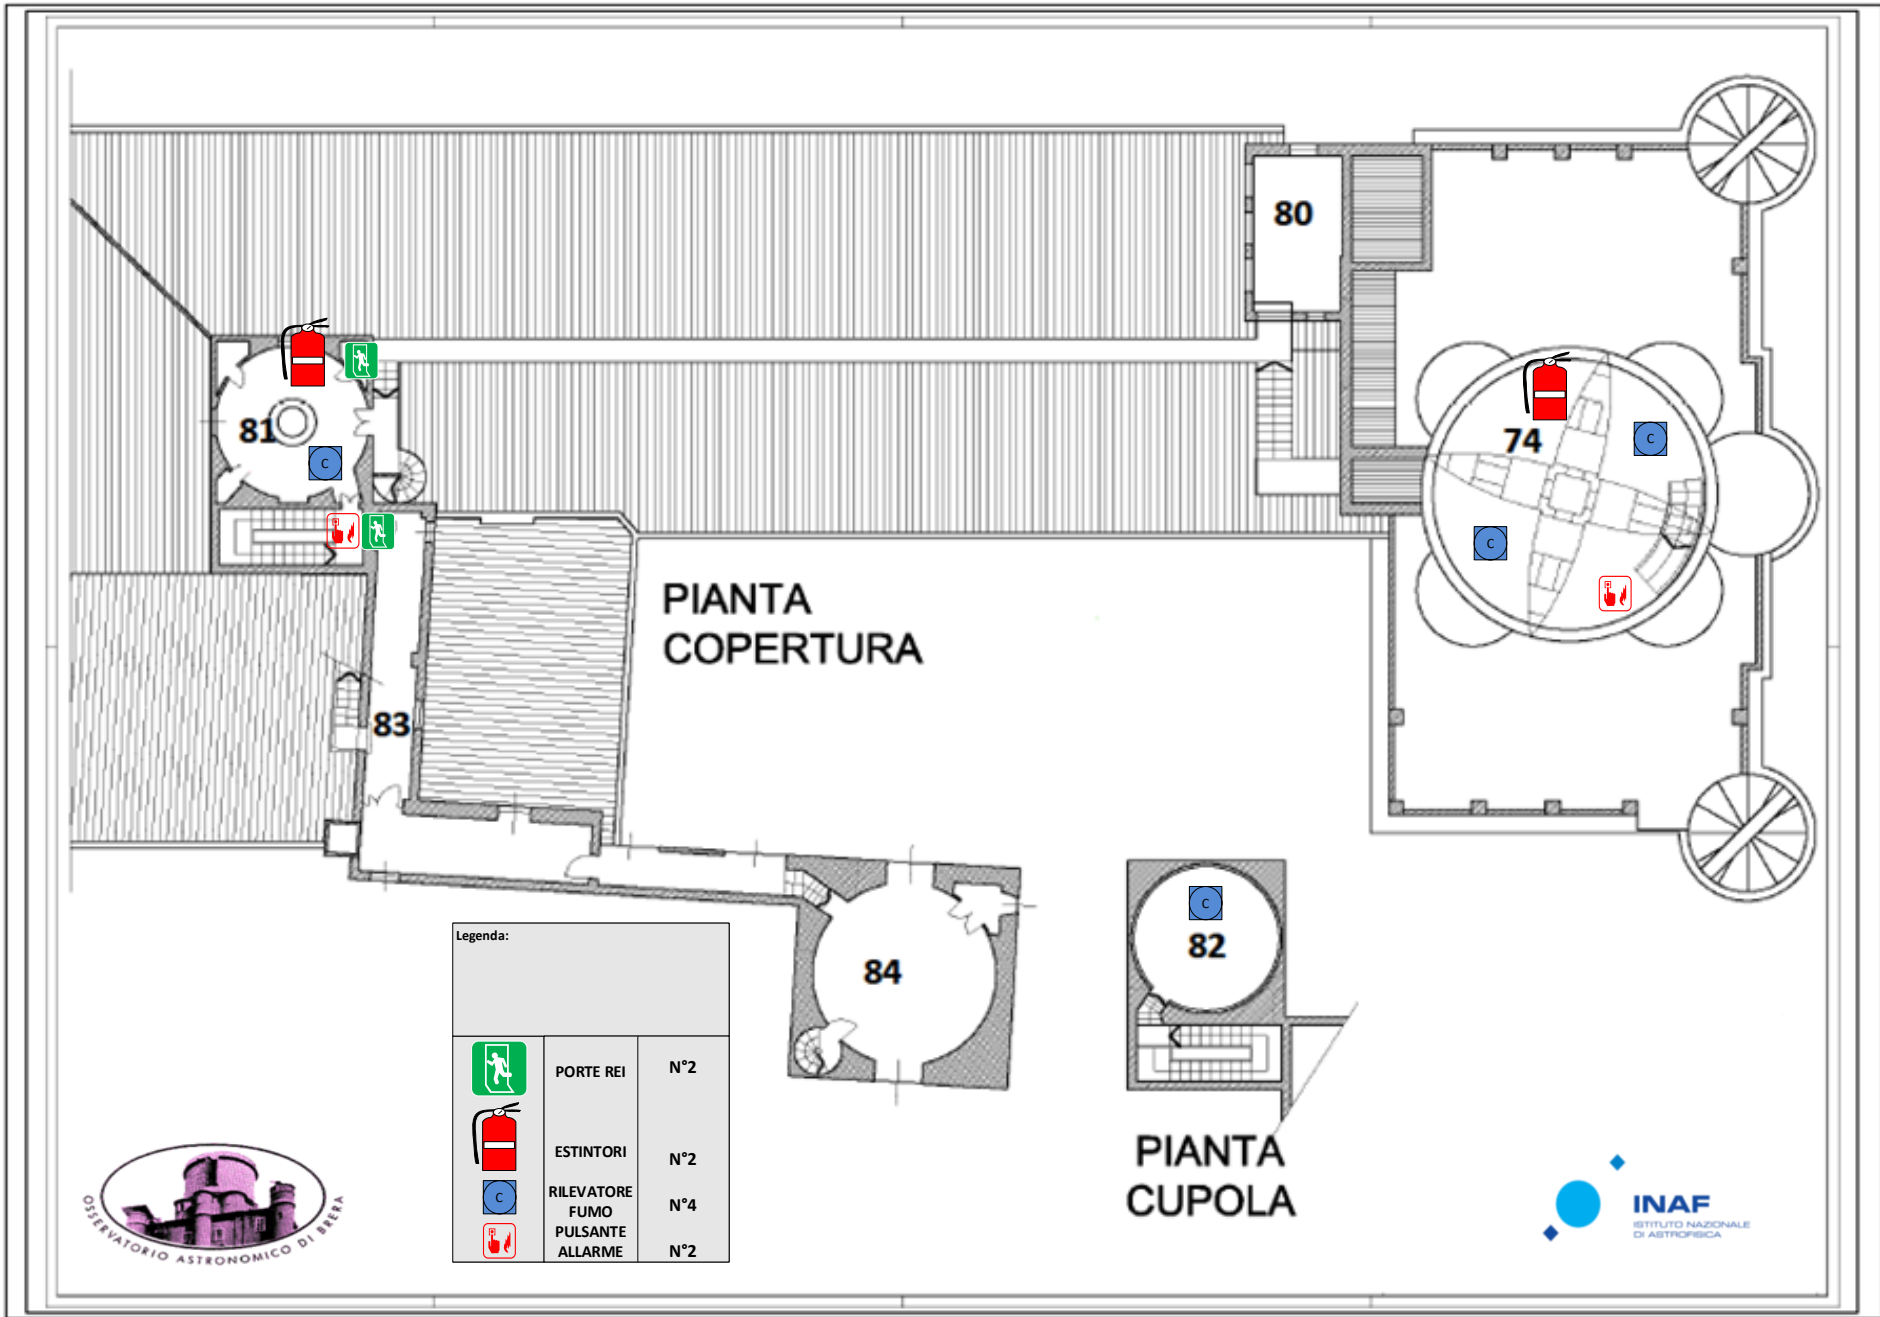 80
81
C
74
C
C
PIANTA
COPERTURA
83
84
C
82
PIANTA
CUPOLA
Legenda:
PORTE REI N°2
ESTINTORI N°2
C RILEVATORE FUMO N°4
PULSANTE ALLARME N°2
OSSERVATORIO ASTRONOMICO DI BRERA
INAF
ISTITUTO NAZIONALE
DI ASTROFISICA